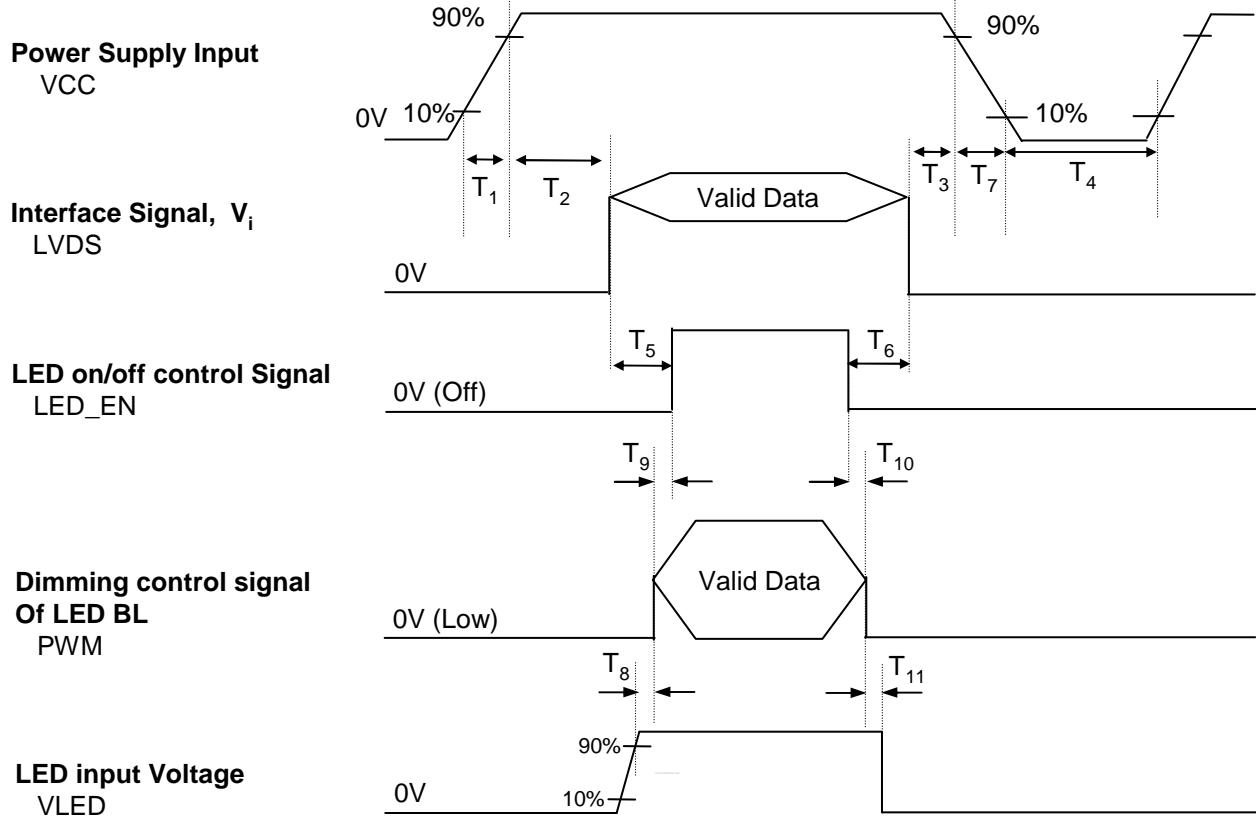 90%
90%
Power Supply Input
VCC
0V 10%
10%
T1
T2
T3
T7
T4
Valid Data
Interface Signal, Vi
LVDS
0V
T5
T6
LED on/off control Signal
LED_EN
0V (Off)
T9
T10
Valid Data
Dimming control signal
Of LED BL
PWM
0V (Low)
T8
T11
90%
LED input Voltage
VLED
0V
10%